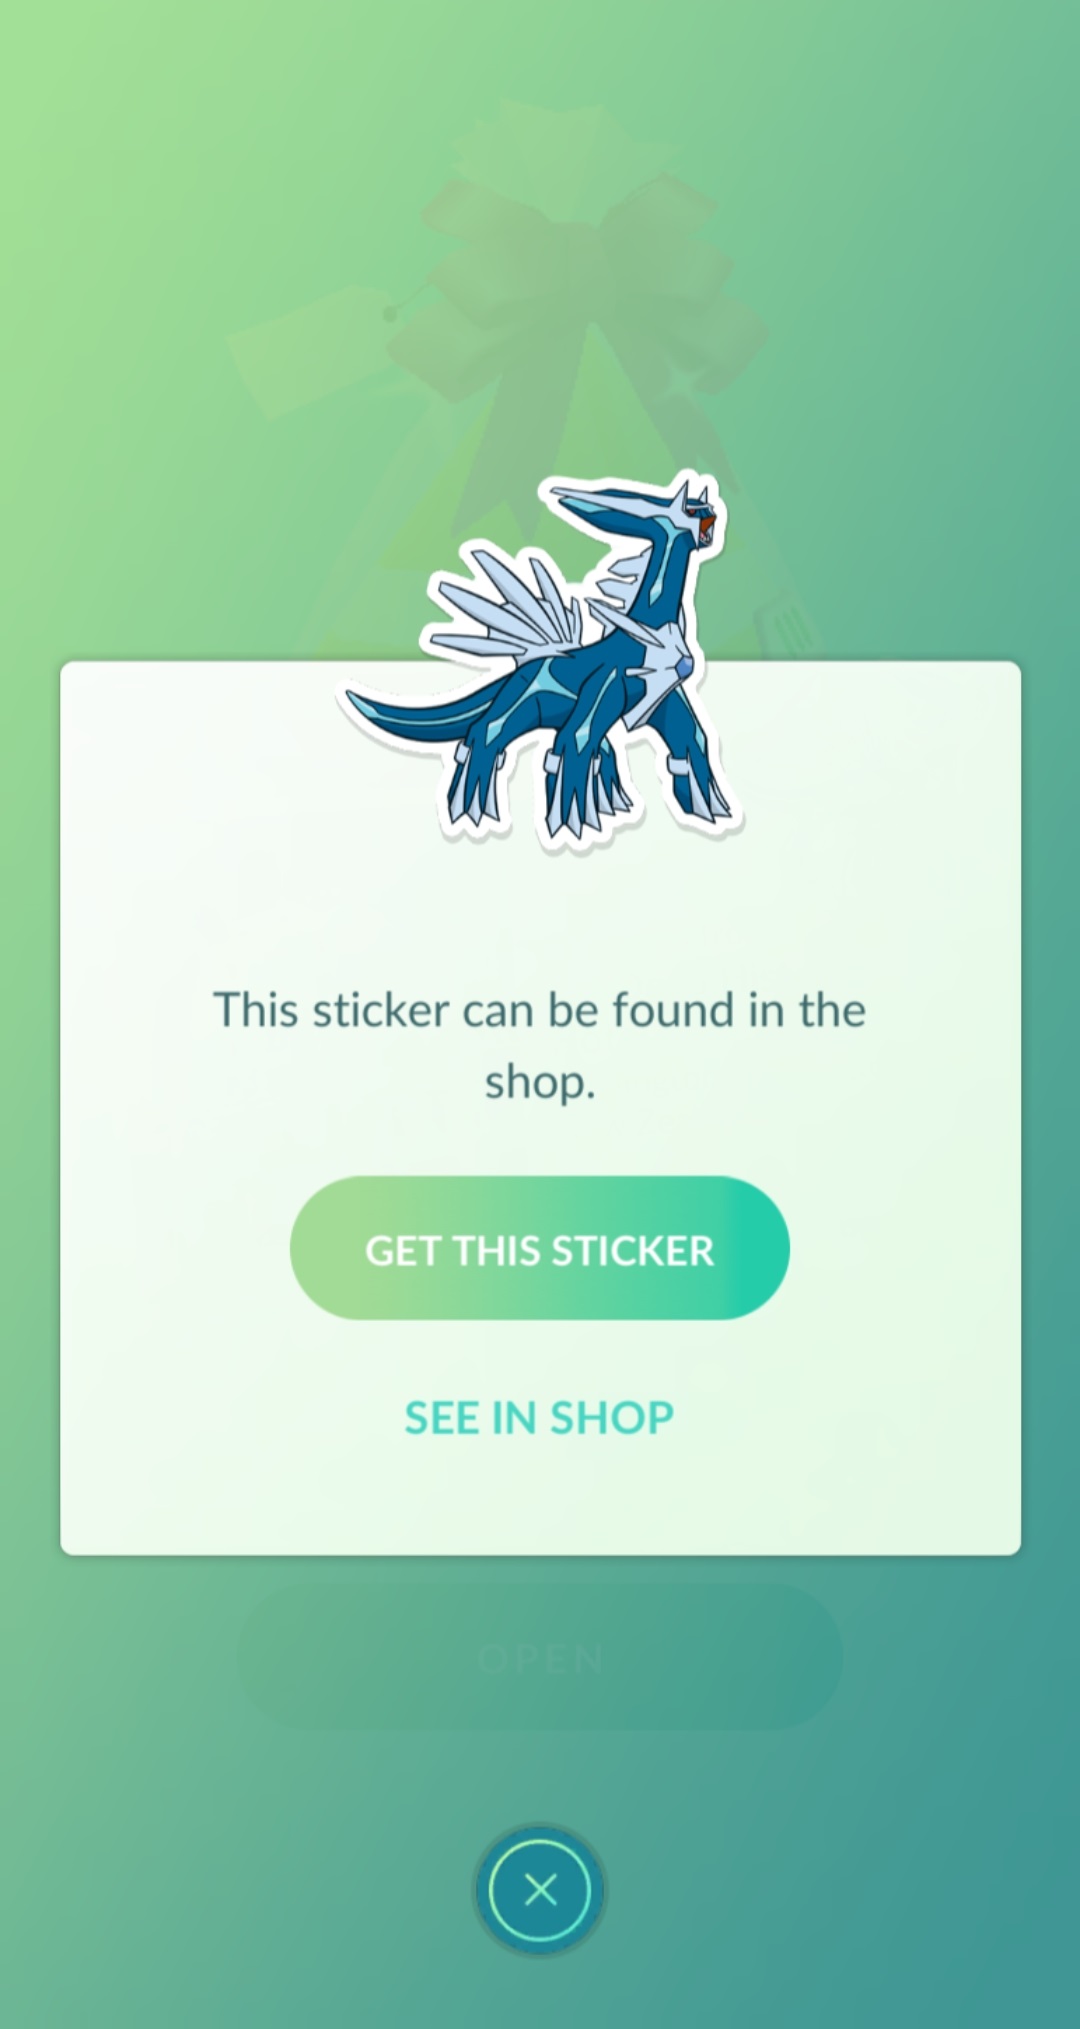 This sticker can be found in the
shop.
GET THIS STICKER
SEE IN SHOP
OPEN